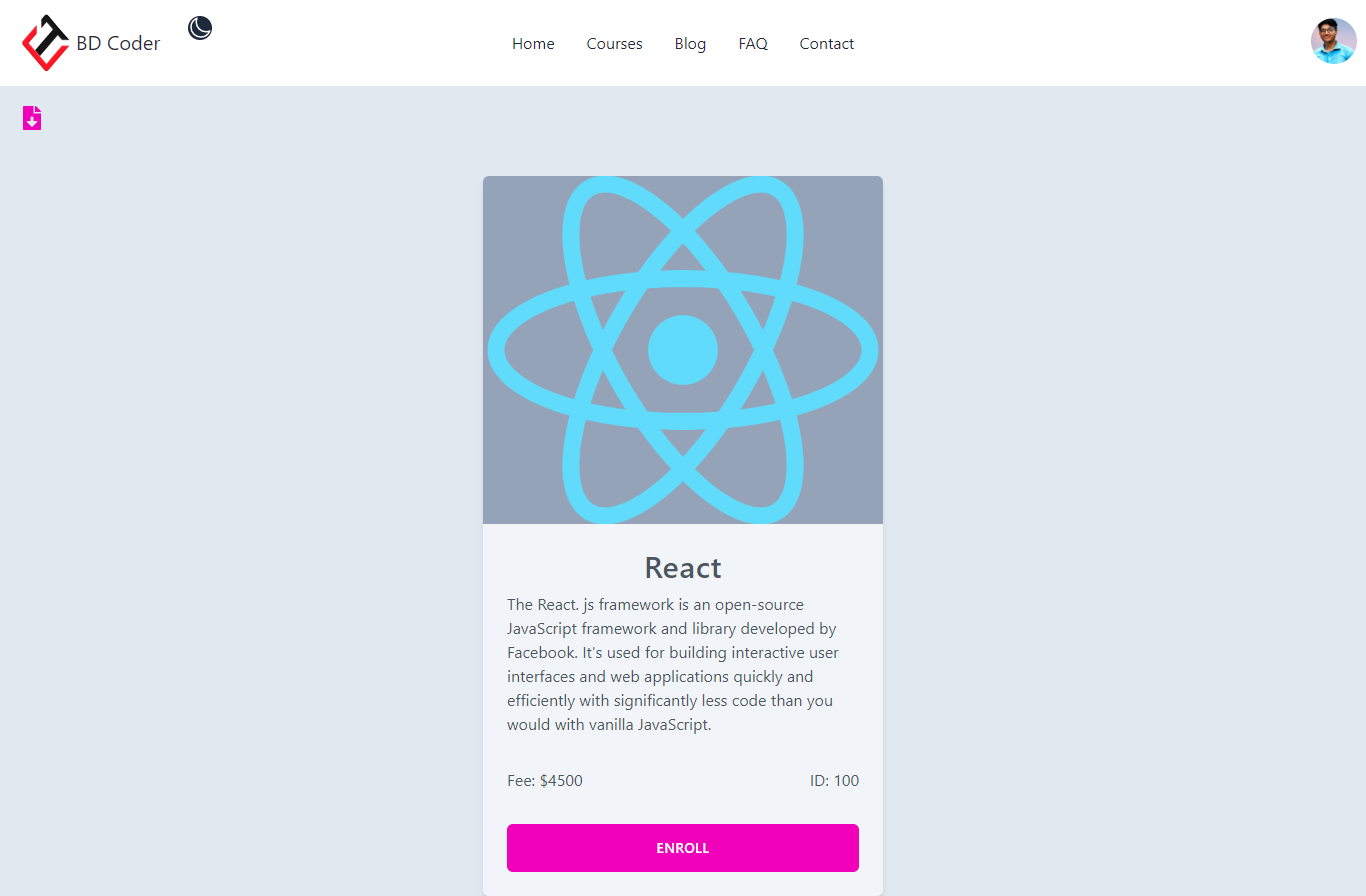 BD Coder
Home
Courses
Blog
FAQ
Contact
React
The React. js framework is an open-source
JavaScript framework and library developed by
Facebook. It's used for building interactive user
interfaces and web applications quickly and
efficiently with significantly less code than you
would with vanilla JavaScript.
Fee: $4500
ID: 100
ENROLL